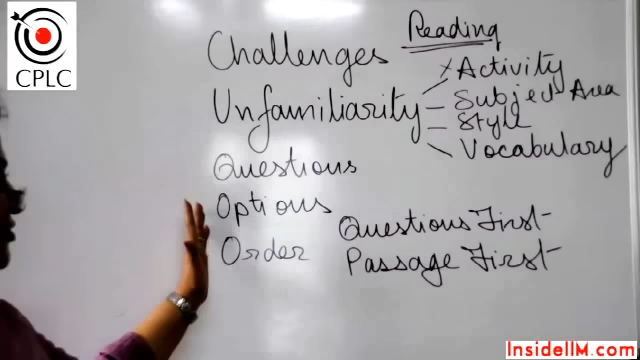 CPLC
Reading
Challenges
Unfamiliarity
Activity
Subject Area
Style
Vocabulary
Questions
Options
Order
Questions First
Passage First
InsideIIM.com